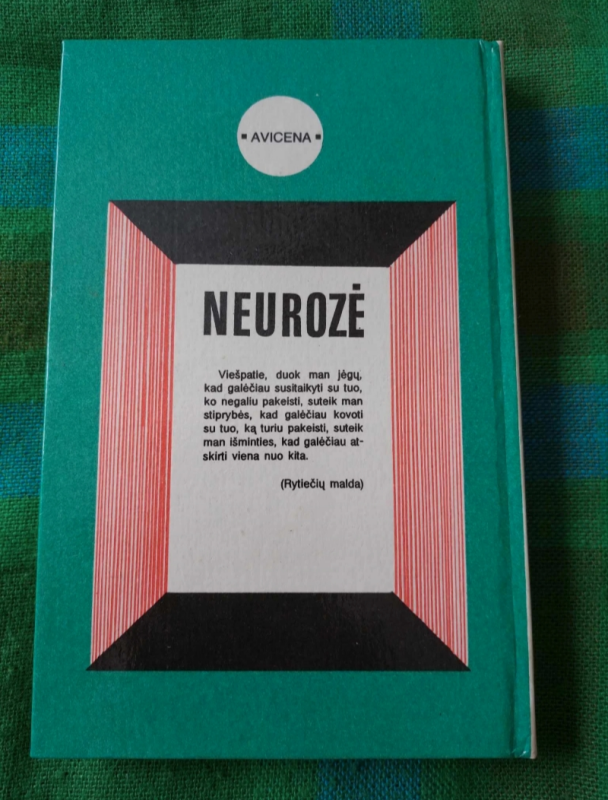 ▪ AVICENA ▪
NEUROZĖ
Viešpatie, duok man jėgų,
kad galėčiau susitaikyti su tuo,
ko negaliu pakeisti, suteik man
stiprybės, kad galėčiau kovoti
su tuo, ką turiu pakeisti, suteik
man išminties, kad galėčiau at-
skirti viena nuo kita.
(Rytiečių malda)